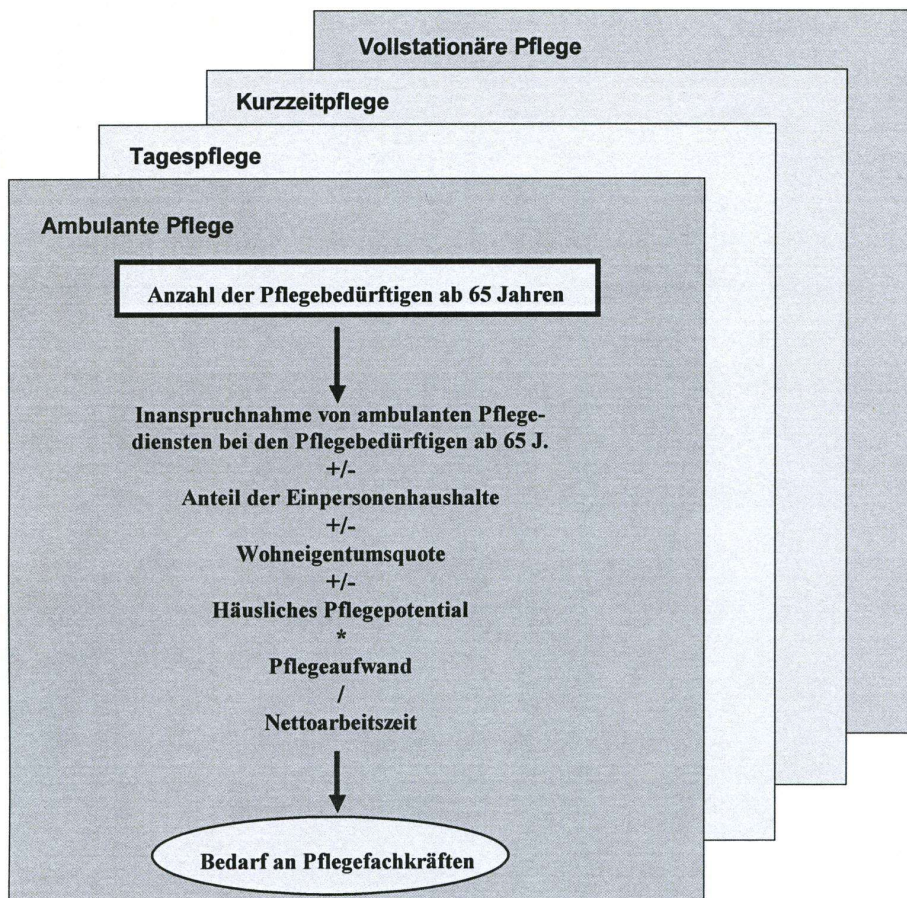 Vollstationäre Pflege
Kurzzeitpflege
Tagespflege
Ambulante Pflege
Anzahl der Pflegebedürftigen ab 65 Jahren
Inanspruchnahme von ambulanten Pflege-
diensten bei den Pflegebedürftigen ab 65 J.
+/-
Anteil der Einpersonenhaushalte
+/-
Wohneigentumsquote
+/-
Häusliches Pflegepotential
*
Pflegeaufwand
/
Nettoarbeitszeit
Bedarf an Pflegefachkräften